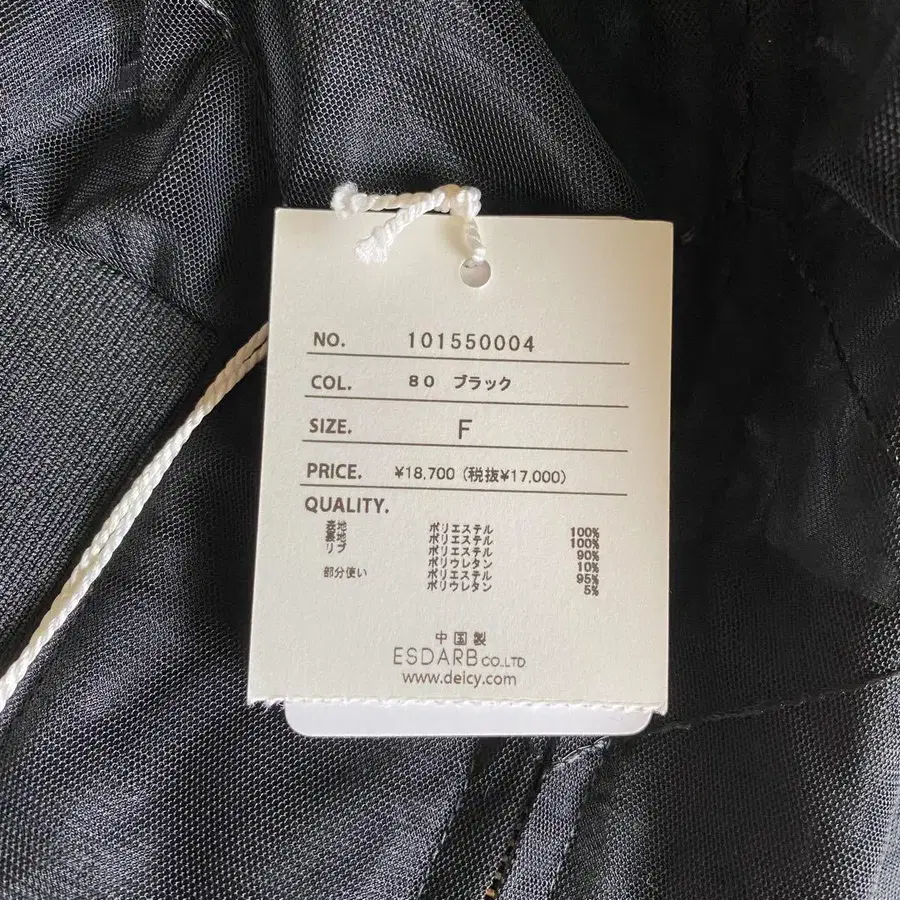 NO. 101550004
COL. 80 ブラック
SIZE. F
PRICE. ¥18,700 (税抜¥17,000)
QUALITY.
表地 ポリエステル 100%
裏地 ポリエステル 100%
リブ ポリエステル 90%
ポリウレタン 10%
部分使い ポリエステル 95%
ポリウレタン 5%
中国製
ESDARB CO.LTD
www.deicy.com